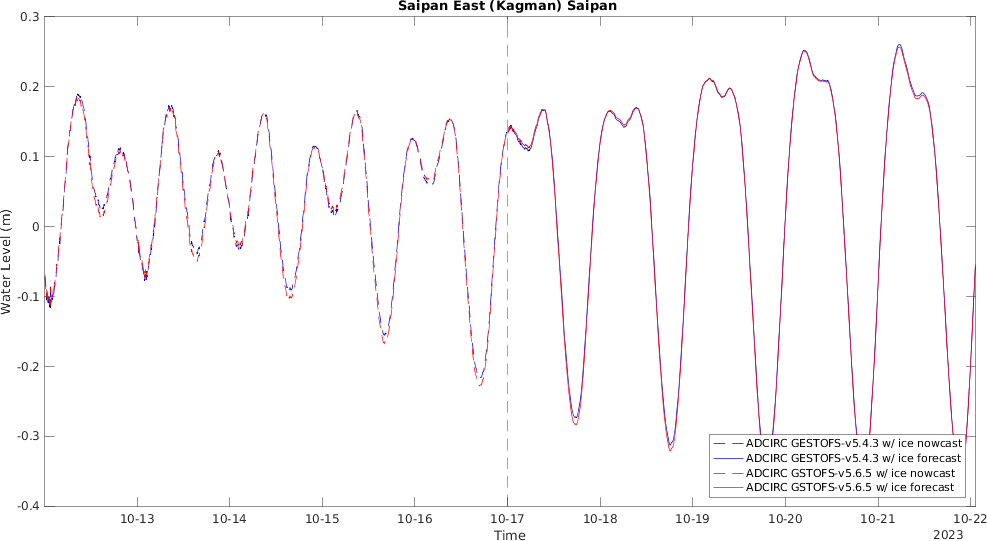 Saipan East (Kagman) Saipan
0.3
0.2
0.1
0
-0.1
-0.2
-0.3
-0.4
Water Level (m)
ADCIRC GESTOFS-v5.4.3 w/ ice nowcast
ADCIRC GESTOFS-v5.4.3 w/ ice forecast
ADCIRC GSTOFS-v5.6.5 w/ ice nowcast
ADCIRC GSTOFS-v5.6.5 w/ ice forecast
10-13 10-14 10-15 10-16 10-17 10-18 10-19 10-20 10-21 10-22
Time
2023